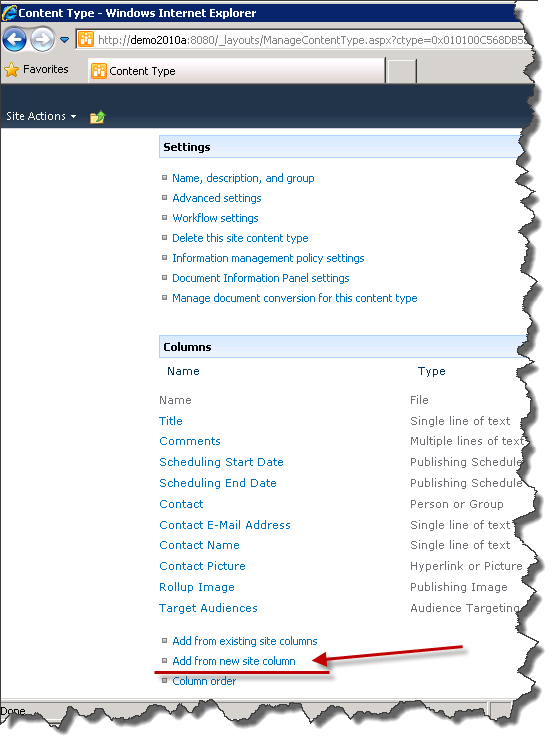 Content Type - Windows Internet Explorer
http://demo2010a:8080/_layouts/ManageContentType.aspx?ctype=0x010100C568DB52
Favorites Content Type
Site Actions
Settings
Name, description, and group
Advanced settings
Workflow settings
Delete this site content type
Information management policy settings
Document Information Panel settings
Manage document conversion for this content type
Columns
Name Type
Name File
Title Single line of text
Comments Multiple lines of text
Scheduling Start Date Publishing Schedule
Scheduling End Date Publishing Schedule
Contact Person or Group
Contact E-Mail Address Single line of text
Contact Name Single line of text
Contact Picture Hyperlink or Picture
Rollup Image Publishing Image
Target Audiences Audience Targeting
Add from existing site columns
Add from new site column
Column order
Done